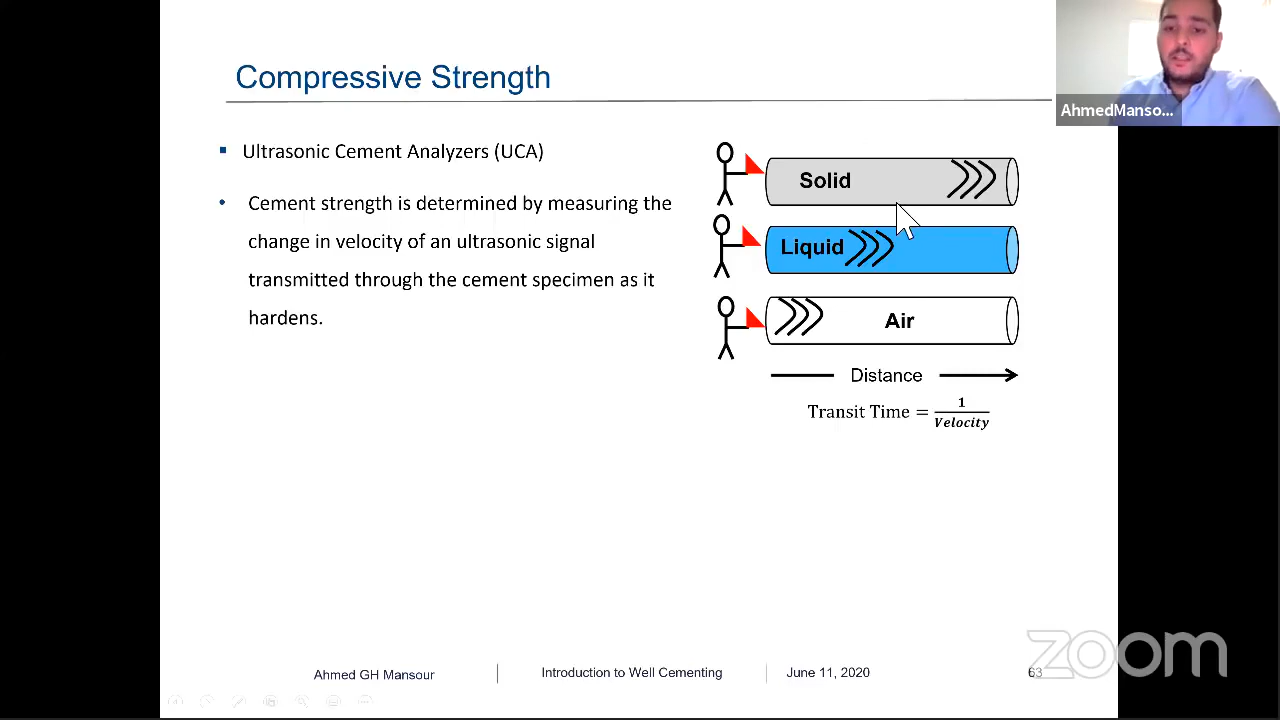 Compressive Strength
AhmedManso...
▪ Ultrasonic Cement Analyzers (UCA)
• Cement strength is determined by measuring the
change in velocity of an ultrasonic signal
transmitted through the cement specimen as it
hardens.
Solid
Liquid
Air
Distance
Transit Time = 1 / Velocity
Ahmed GH Mansour
Introduction to Well Cementing
June 11, 2020
63
zoom